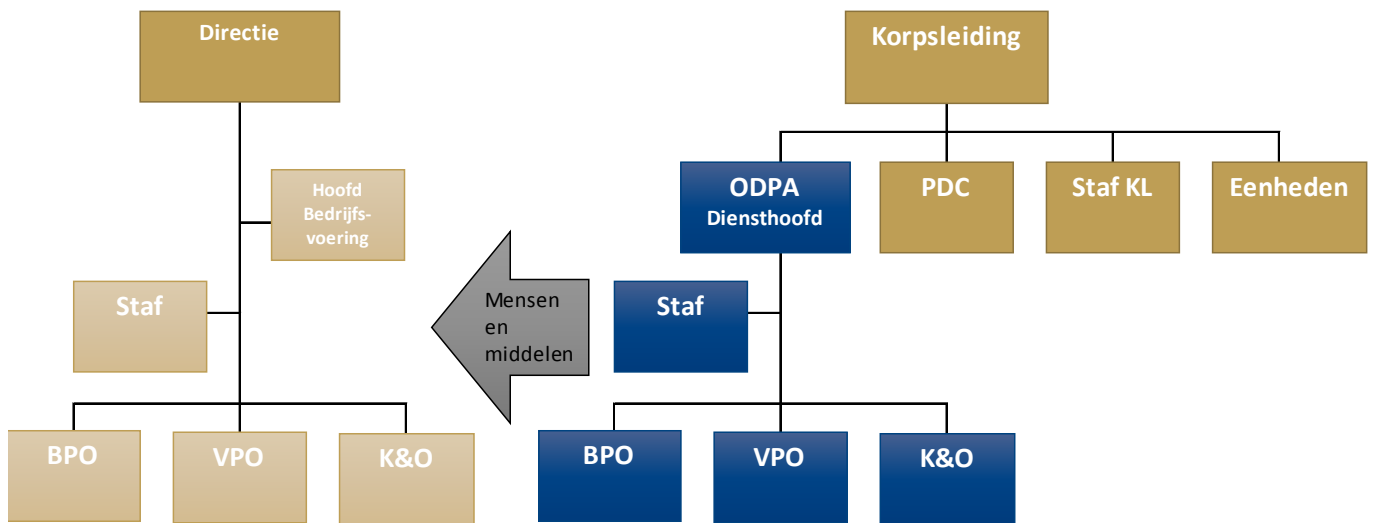 Directie
Korpsleiding
Hoofd
Bedrijfs-
voering
ODPA
Diensthoofd
PDC
Staf KL
Eenheden
Staf
Mensen
en
middelen
Staf
BPO
VPO
K&O
BPO
VPO
K&O